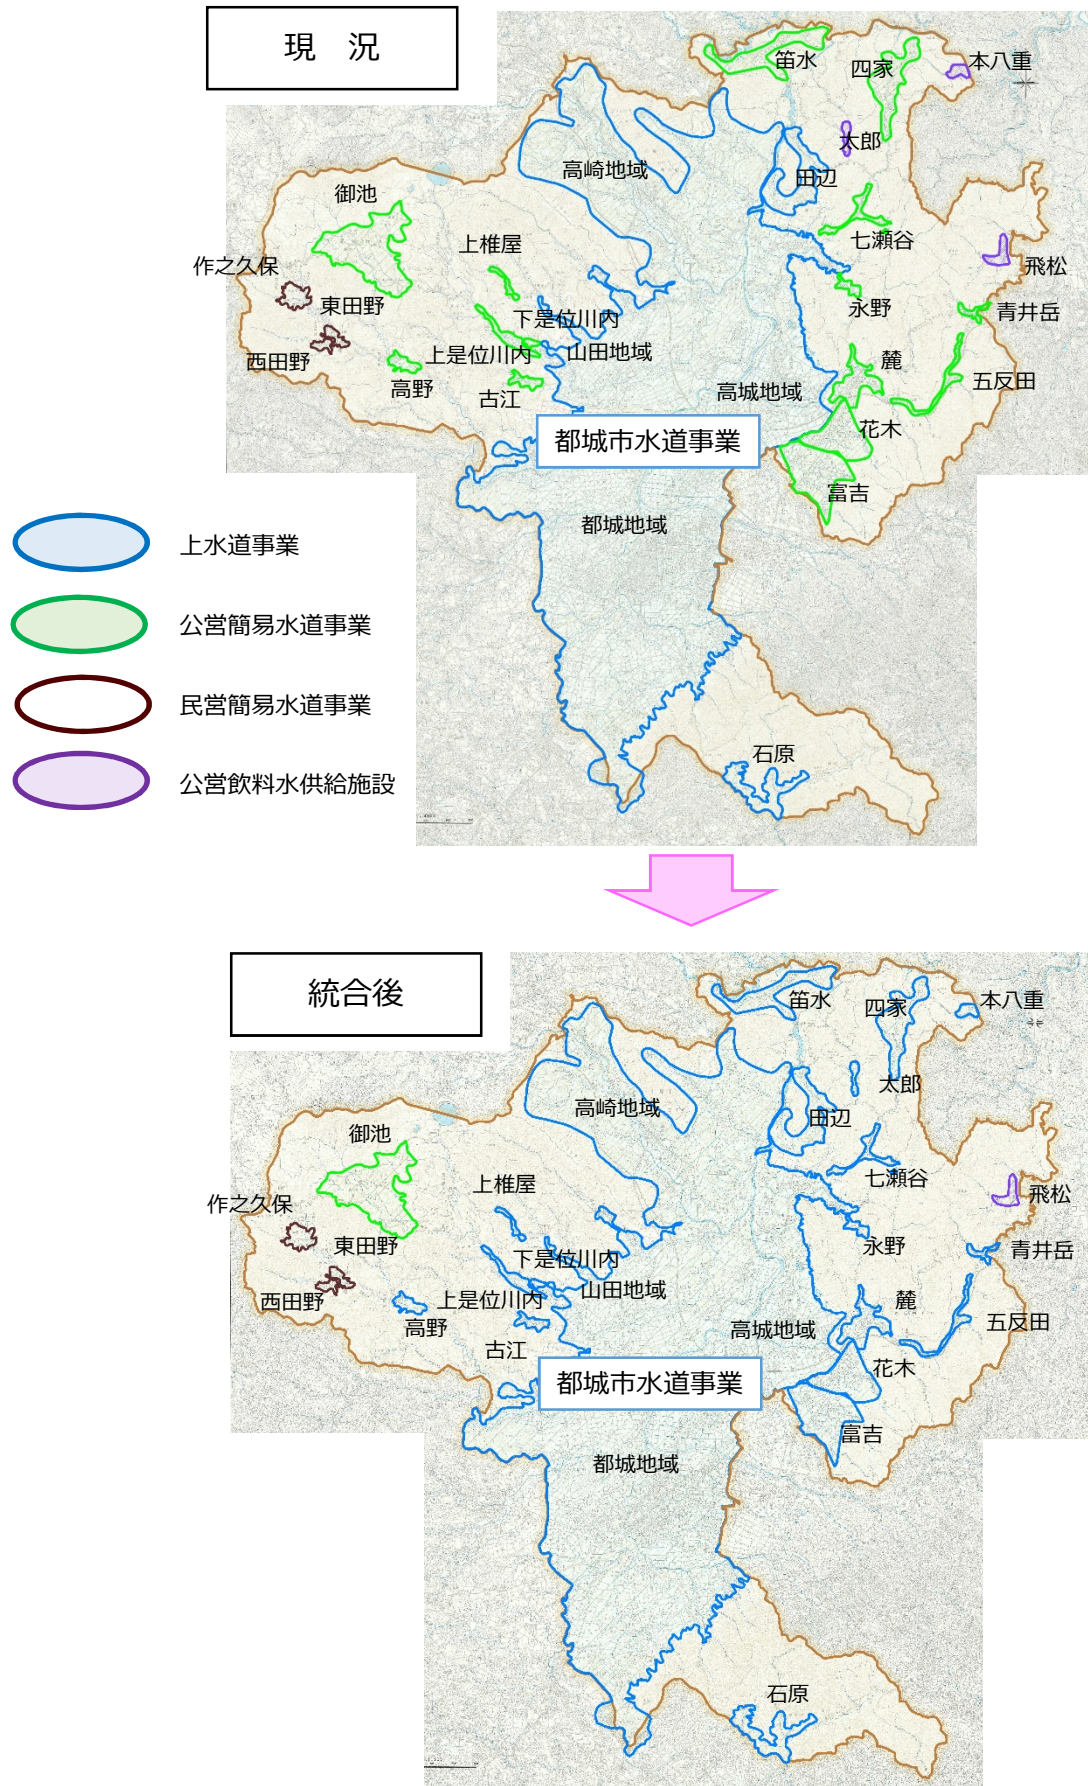 現　況
笛水
四家
本八重
太郎
高崎地域
田辺
御池
上椎屋
七瀬谷
作之久保
飛松
東田野
永野
青井岳
下是位川内
西田野
上是位川内
山田地域
麓
高野
古江
高城地域
五反田
花木
都城市水道事業
富吉
都城地域
上水道事業
公営簡易水道事業
民営簡易水道事業
公営飲料水供給施設
石原
統合後
笛水
四家
本八重
太郎
高崎地域
田辺
御池
上椎屋
七瀬谷
作之久保
飛松
東田野
永野
青井岳
下是位川内
西田野
上是位川内
山田地域
麓
高野
古江
高城地域
五反田
花木
都城市水道事業
富吉
都城地域
石原